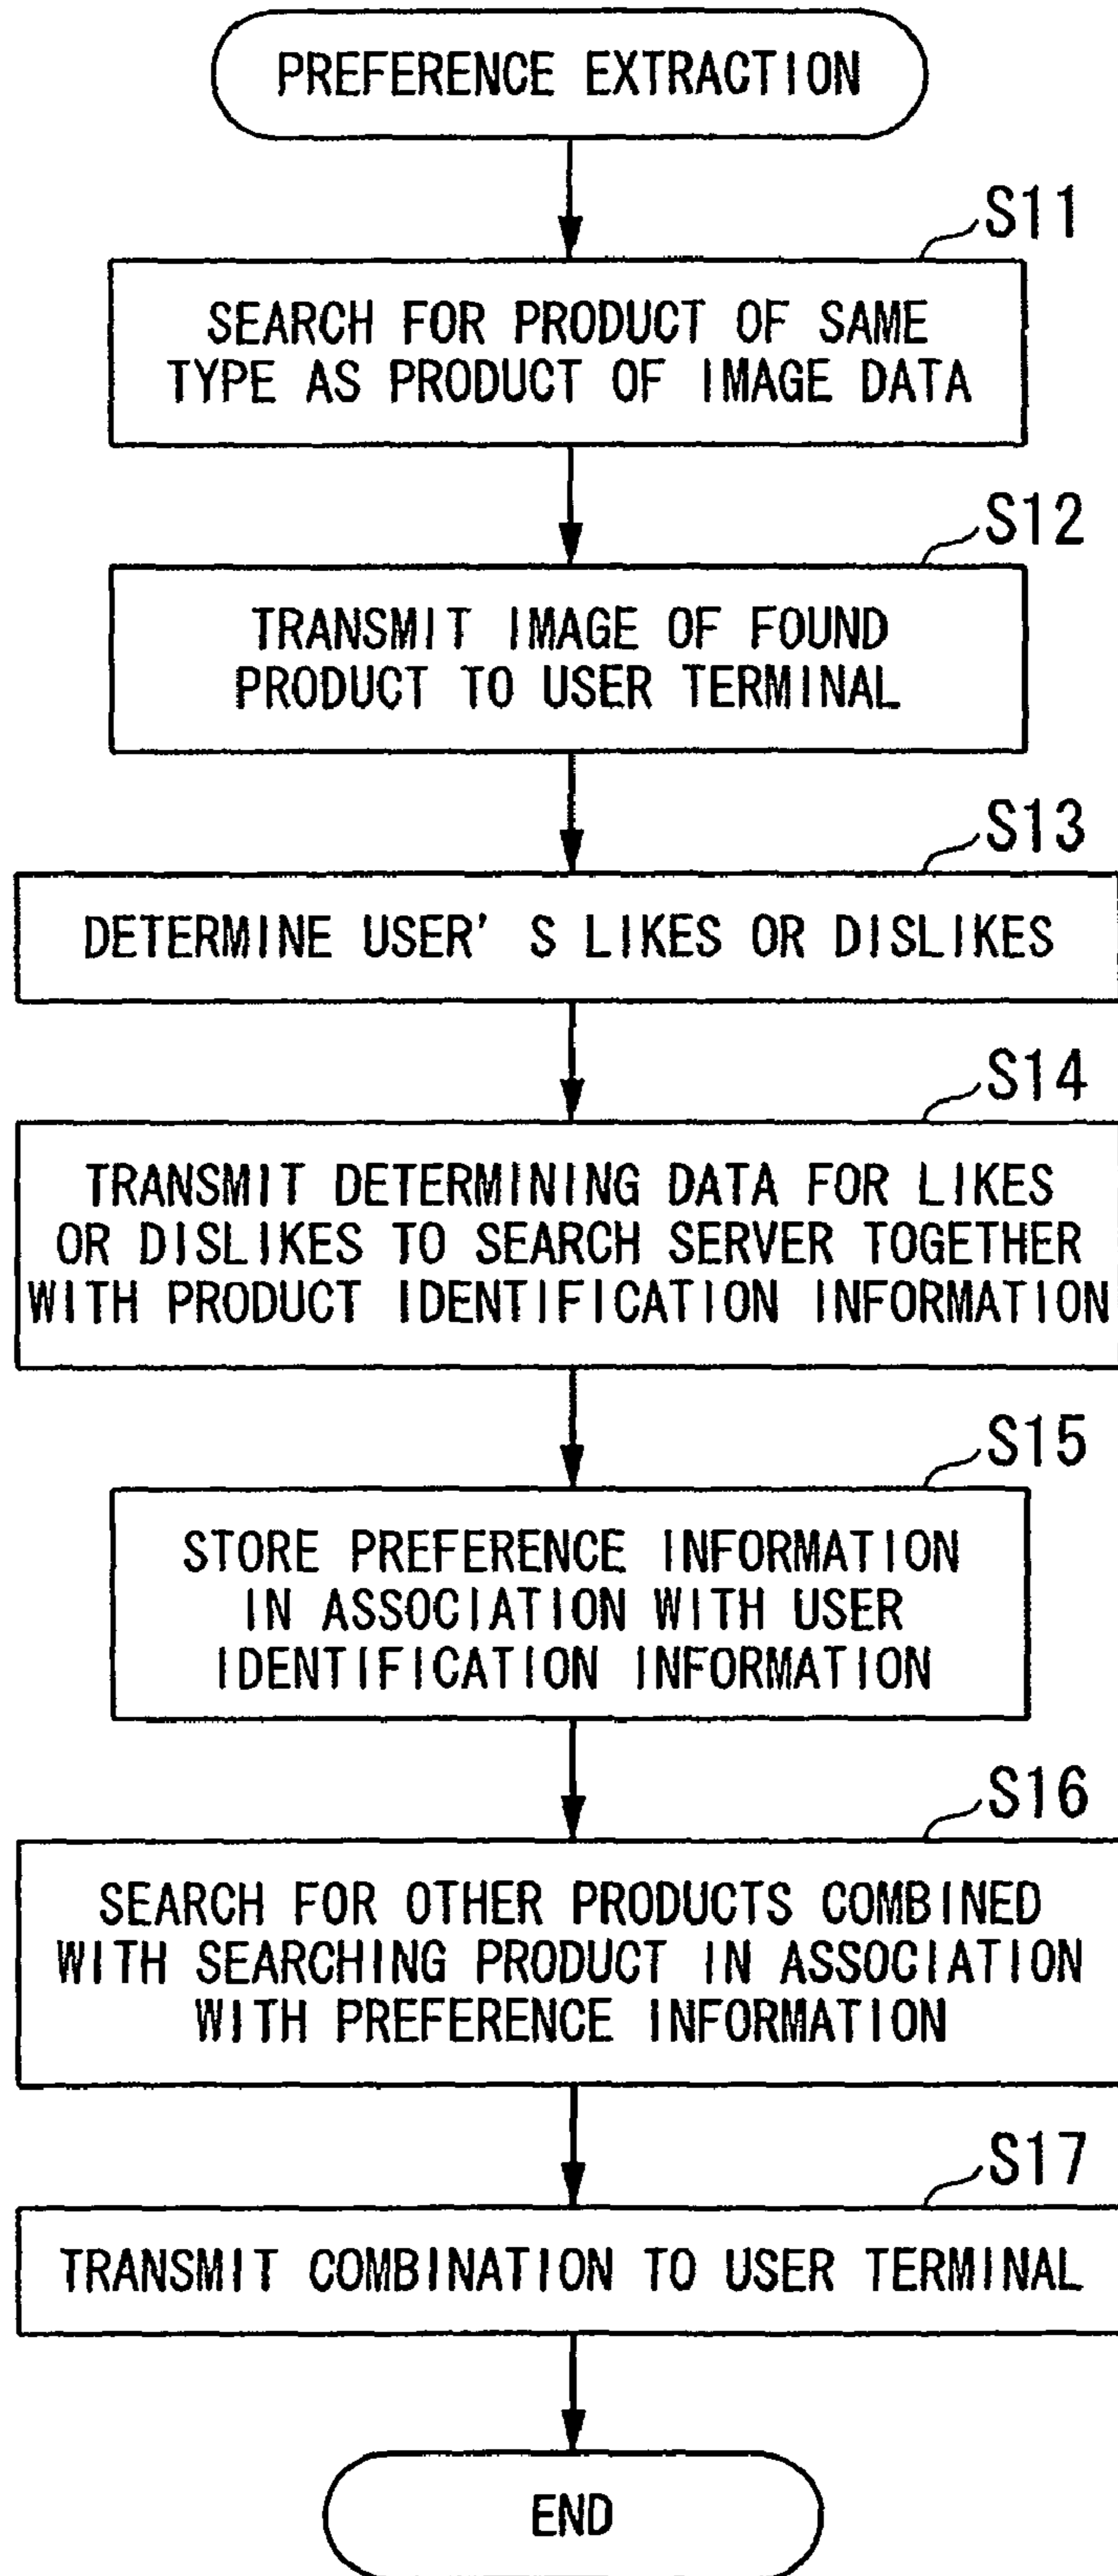 PREFERENCE EXTRACTION
S11
SEARCH FOR PRODUCT OF SAME
TYPE AS PRODUCT OF IMAGE DATA
S12
TRANSMIT IMAGE OF FOUND
PRODUCT TO USER TERMINAL
S13
DETERMINE USER' S LIKES OR DISLIKES
S14
TRANSMIT DETERMINING DATA FOR LIKES
OR DISLIKES TO SEARCH SERVER TOGETHER
WITH PRODUCT IDENTIFICATION INFORMATION
S15
STORE PREFERENCE INFORMATION
IN ASSOCIATION WITH USER
IDENTIFICATION INFORMATION
S16
SEARCH FOR OTHER PRODUCTS COMBINED
WITH SEARCHING PRODUCT IN ASSOCIATION
WITH PREFERENCE INFORMATION
S17
TRANSMIT COMBINATION TO USER TERMINAL
END